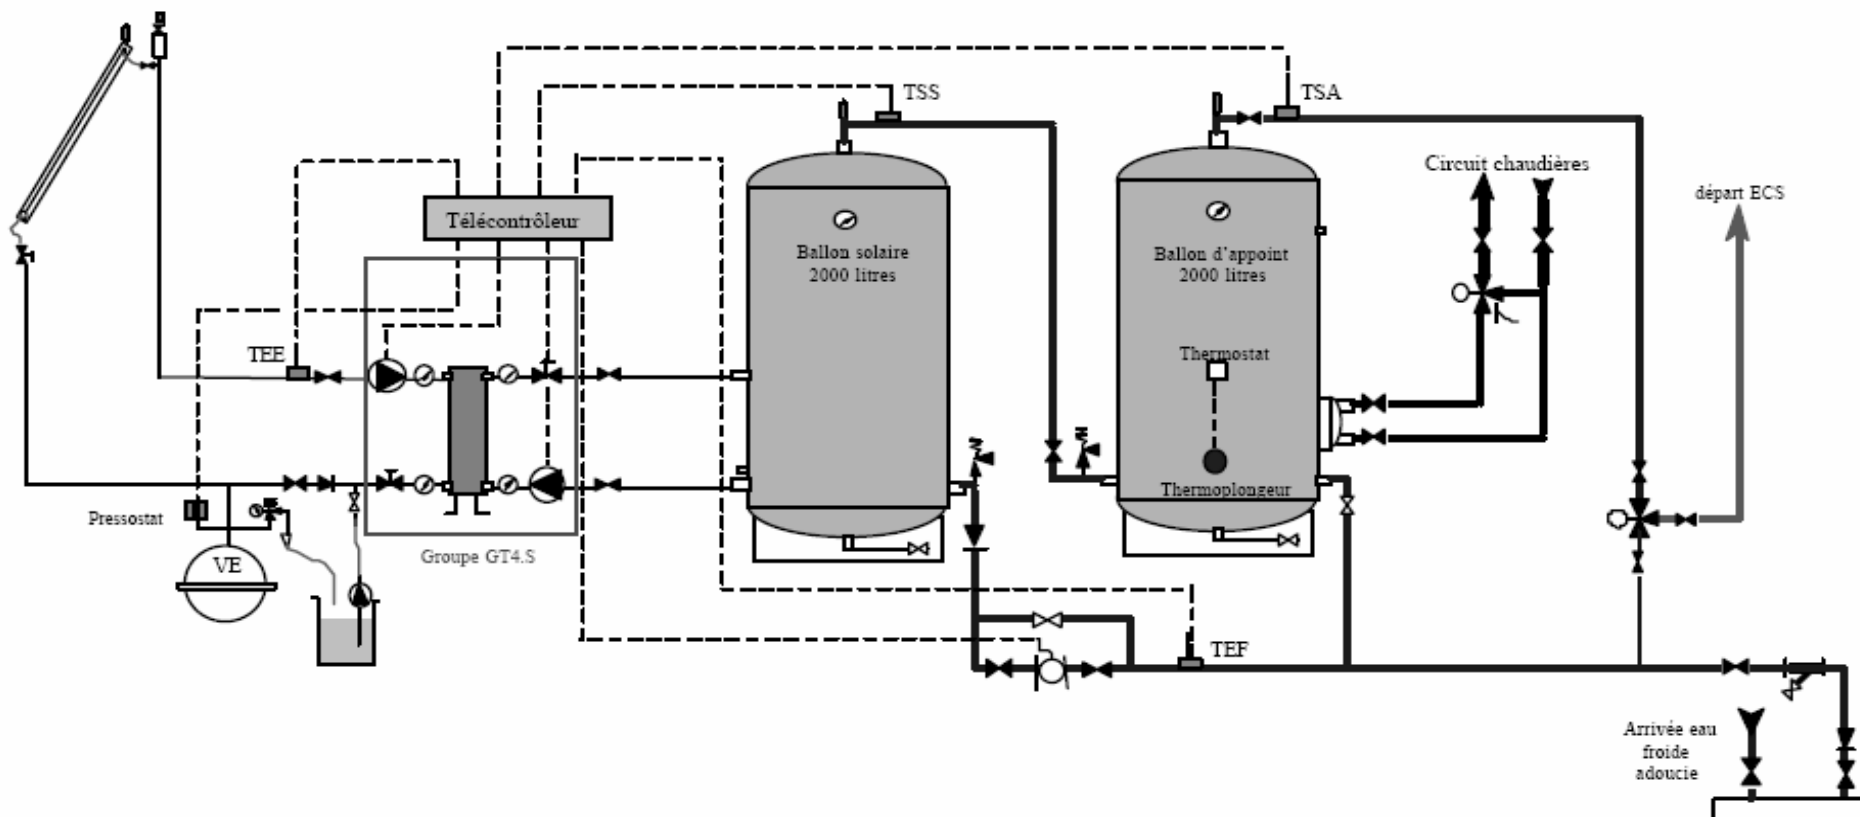 TSS
TSA
Circuit chaudières
départ ECS
Télécontrôleur
Ballon solaire
2000 litres
Ballon d'appoint
2000 litres
TEE
Thermostat
Thermoplongeur
Pressostat
Groupe GT4.S
VE
TEF
Arrivée eau
froide
adoucie